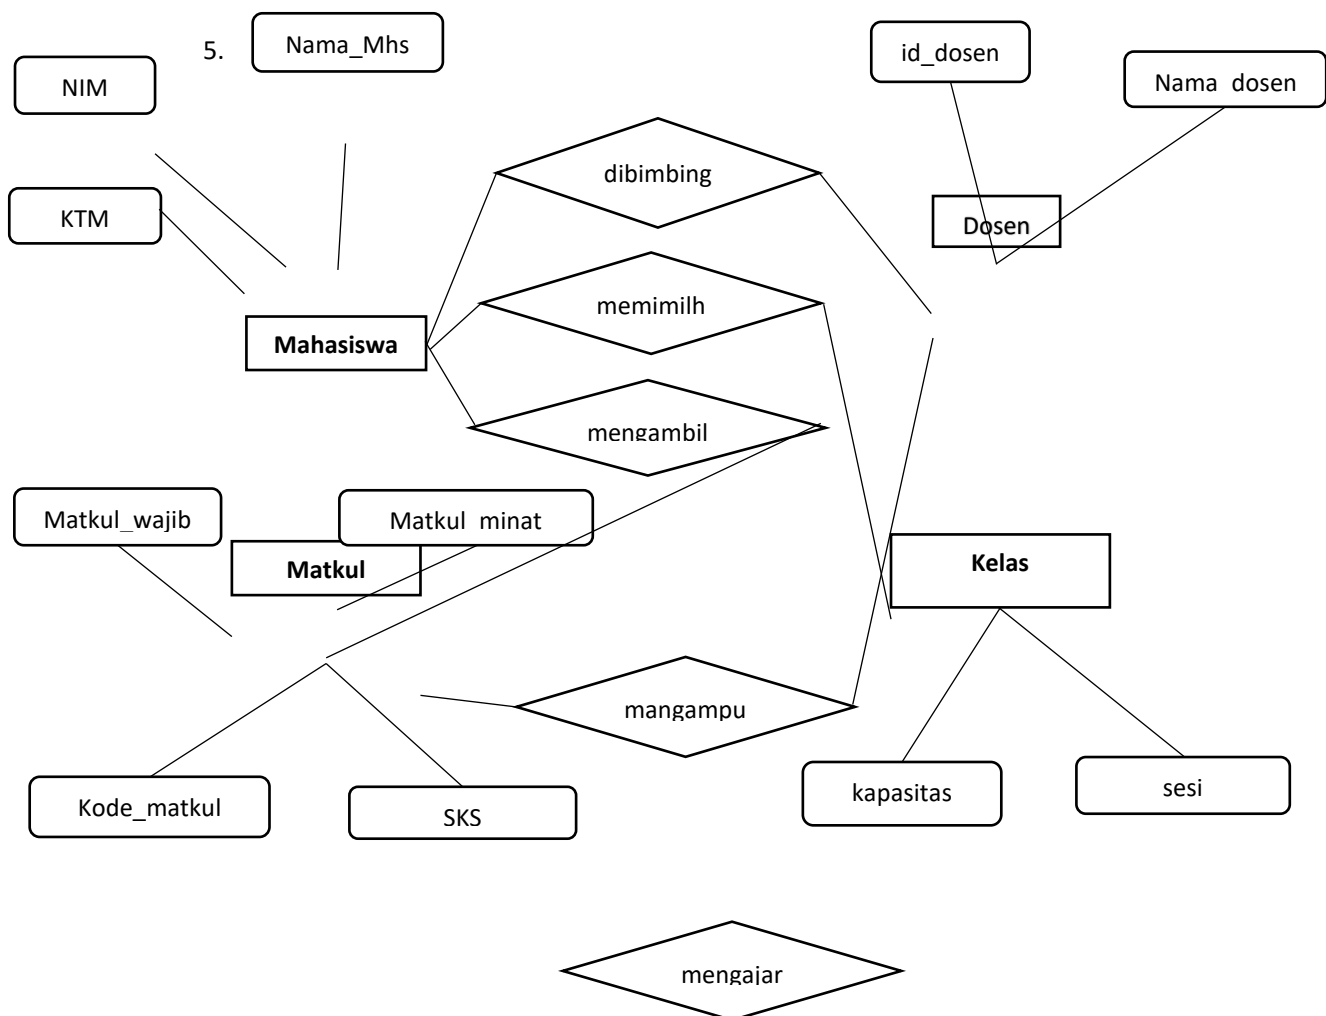 5.
Nama_Mhs
id_dosen
Nama dosen
NIM
dibimbing
KTM
Dosen
memimilh
Mahasiswa
mengambil
Matkul_wajib
Matkul minat
Matkul
Kelas
mangampu
Kode_matkul
SKS
kapasitas
sesi
mengajar